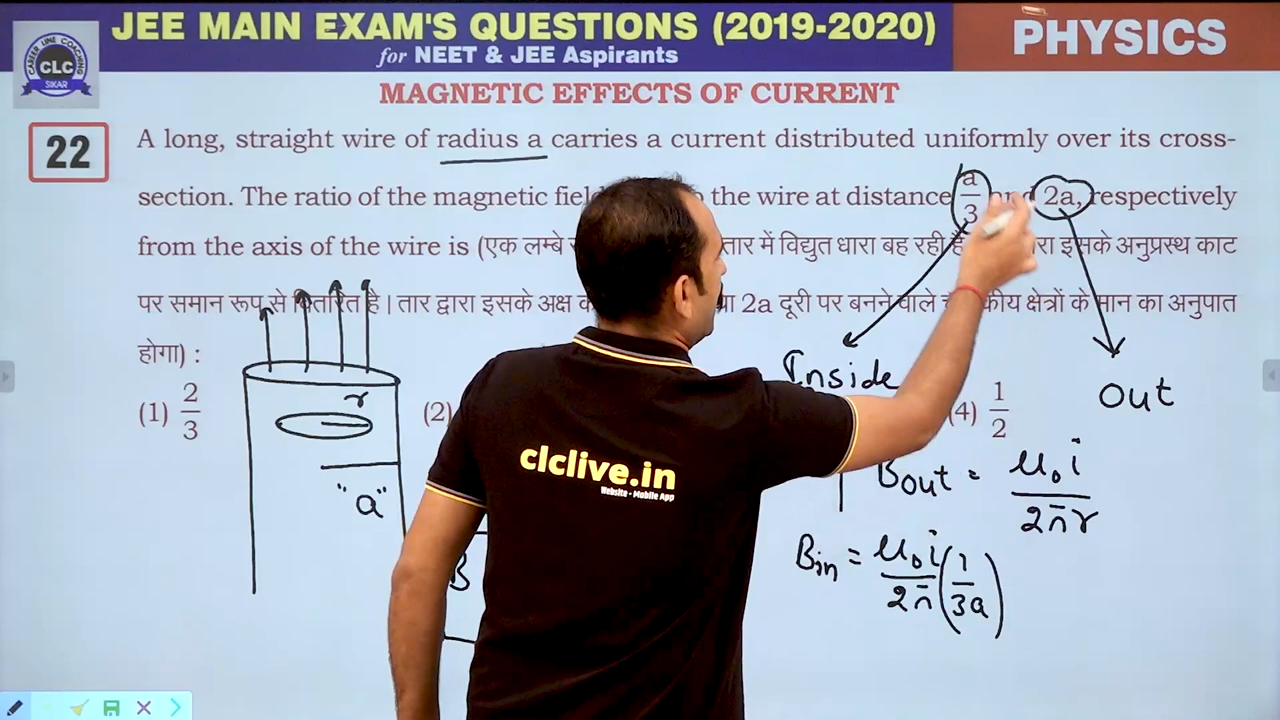 JEE MAIN EXAM'S QUESTIONS (2019-2020)
for NEET & JEE Aspirants
PHYSICS
CAREER LINE COACHING
CLC
SIKAR
MAGNETIC EFFECTS OF CURRENT
22
A long, straight wire of radius a carries a current distributed uniformly over its cross-
section. The ratio of the magnetic the wire at distance a/3 and 2a, respectively
from the axis of the wire is (एक लम्बे तार में विद्युत धारा बह रही इसके अनुप्रस्थ काट
पर समान रूप से वितरित है। तार द्वारा इसके अक्ष 2a दूरी पर बनने वाले क्षेत्रों के मान का अनुपात
होगा) :
(1) 2/3 (2) (4) 1/2
r
"a"
B
Inside
Out
Bout = μ₀i/2πr
Bin = μ₀i/2π (1/3a)
clclive.in
Website - Mobile App